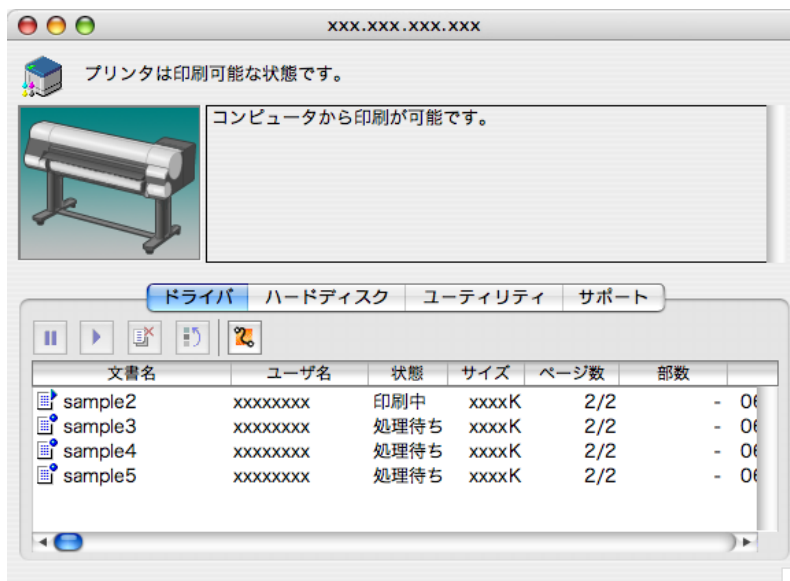 xxx.xxx.xxx.xxx
プリンタは印刷可能な状態です。
コンピュータから印刷が可能です。
ドライバ ハードディスク ユーティリティ サポート
文書名 ユーザ名 状態 サイズ ページ数 部数
sample2 xxxxxxxx 印刷中 xxxxK 2/2 - 06
sample3 xxxxxxxx 処理待ち xxxxK 2/2 - 06
sample4 xxxxxxxx 処理待ち xxxxK 2/2 - 06
sample5 xxxxxxxx 処理待ち xxxxK 2/2 - 06